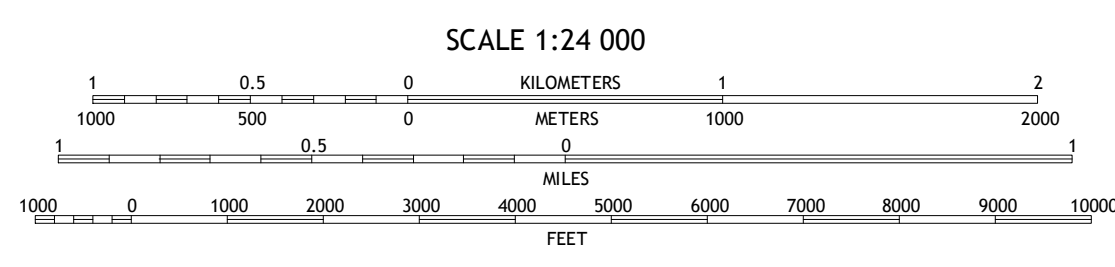 SCALE 1:24 000
1 0.5 0 KILOMETERS 1 2
1000 500 0 METERS 1000 2000
1 0.5 0 1
MILES
1000 0 1000 2000 3000 4000 5000 6000 7000 8000 9000 10000
FEET